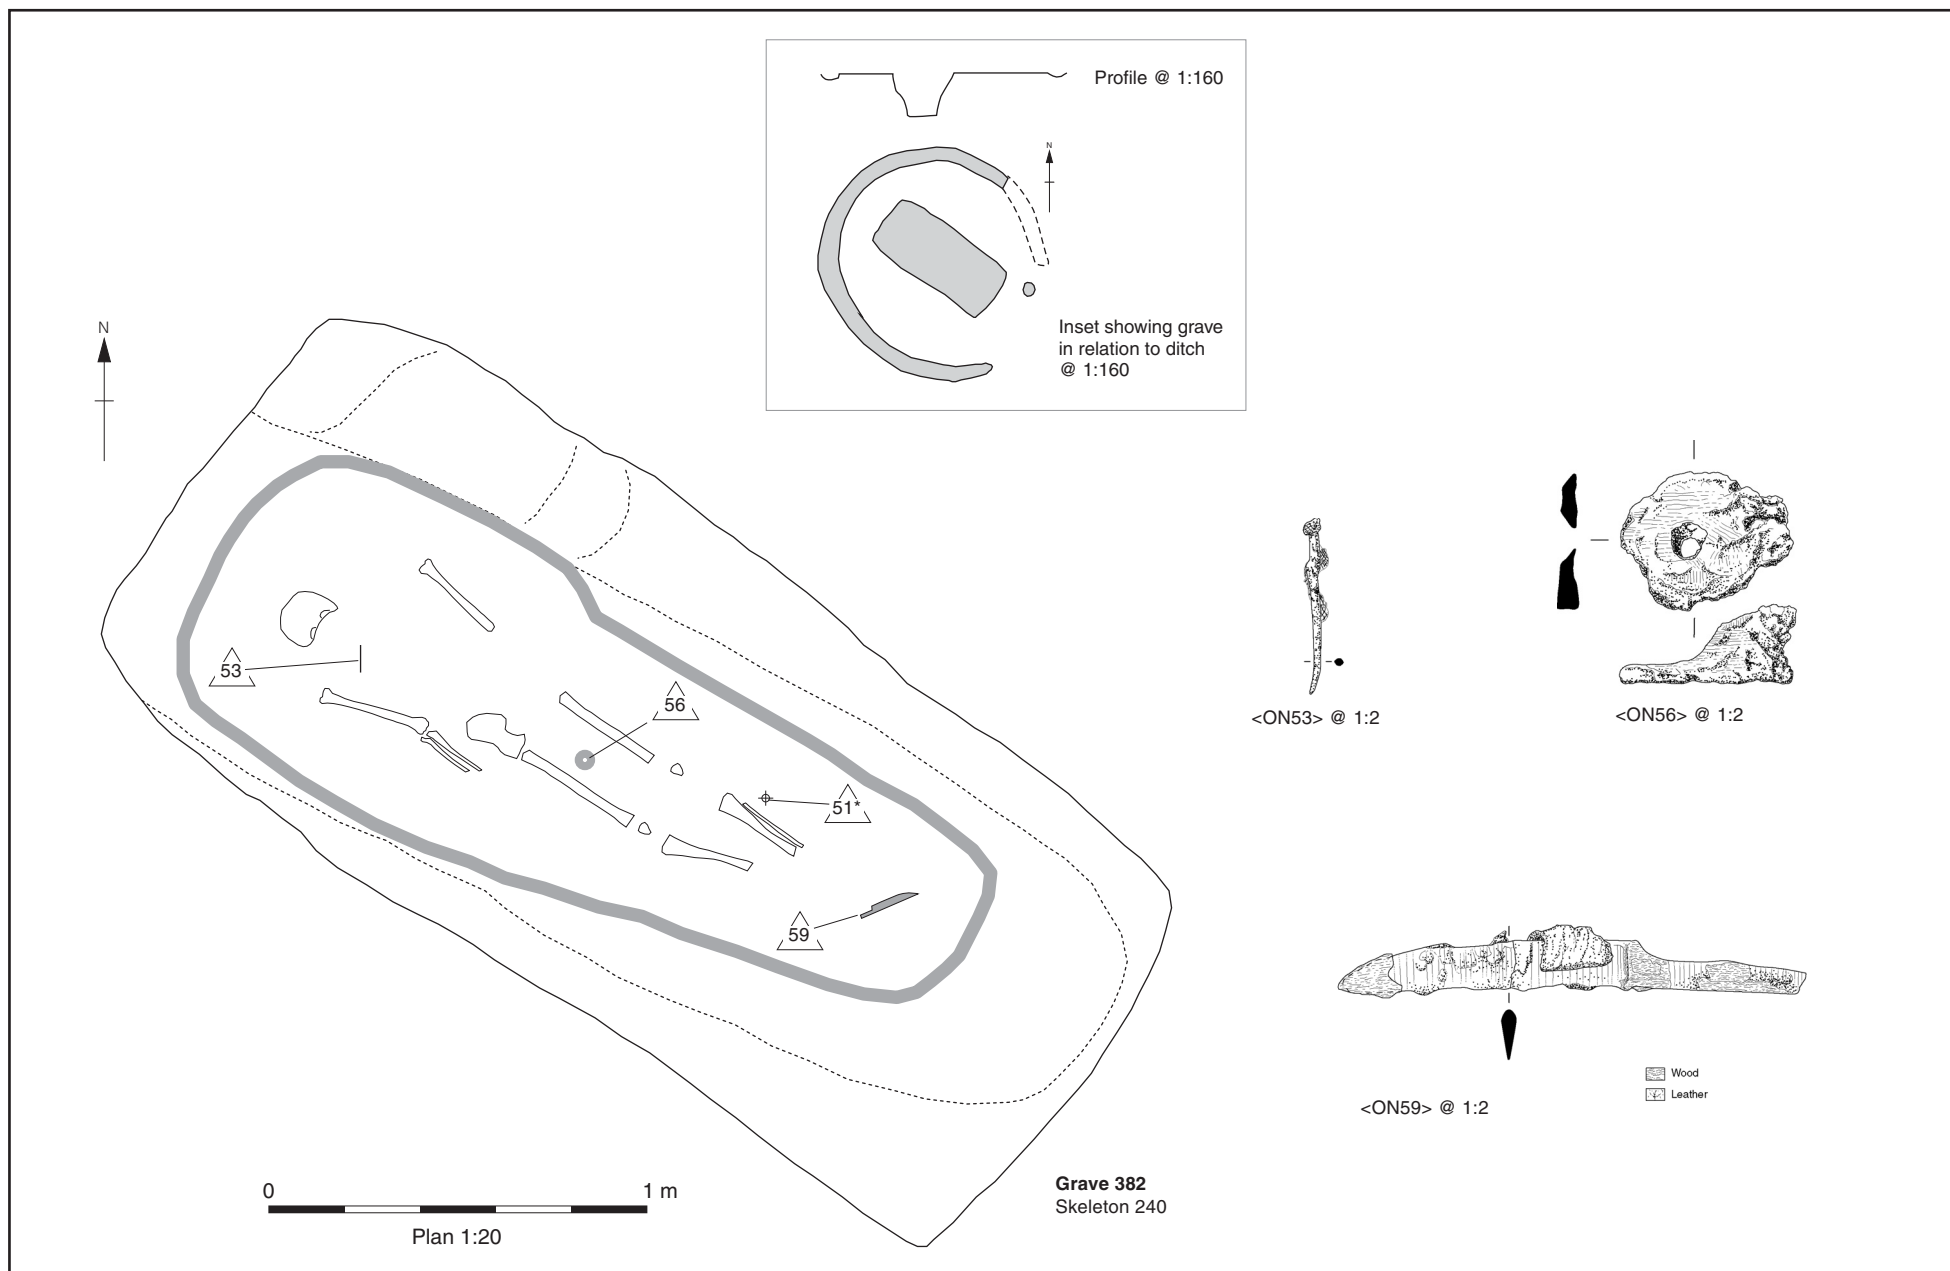 Profile @ 1:160
N
Inset showing grave
in relation to ditch
@ 1:160
N
53
56
51*
59
<ON53> @ 1:2
<ON56> @ 1:2
Wood
Leather
<ON59> @ 1:2
Grave 382
Skeleton 240
0 1 m
Plan 1:20